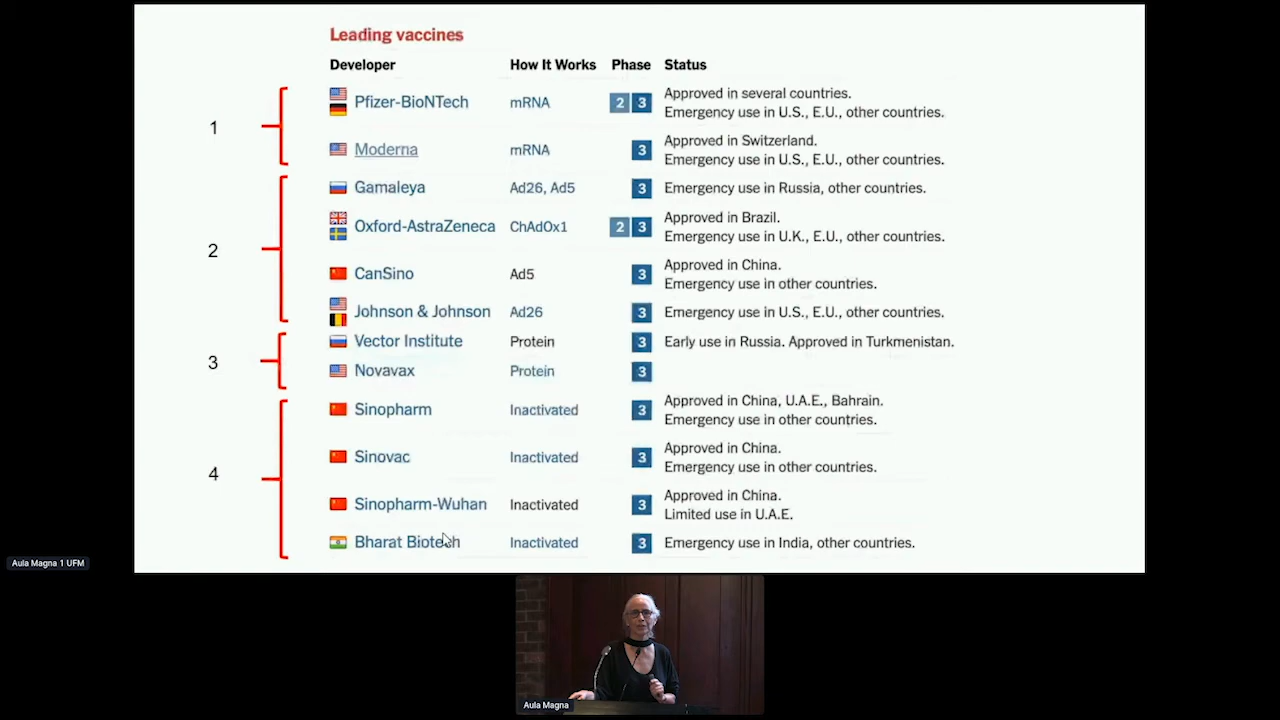 Leading vaccines
Developer How It Works Phase Status
1
Pfizer-BioNTech mRNA 2 3 Approved in several countries.
Emergency use in U.S., E.U., other countries.
Moderna mRNA 3 Approved in Switzerland.
Emergency use in U.S., E.U., other countries.
2
Gamaleya Ad26, Ad5 3 Emergency use in Russia, other countries.
Oxford-AstraZeneca ChAdOx1 2 3 Approved in Brazil.
Emergency use in U.K., E.U., other countries.
CanSino Ad5 3 Approved in China.
Emergency use in other countries.
Johnson & Johnson Ad26 3 Emergency use in U.S., E.U., other countries.
3
Vector Institute Protein 3 Early use in Russia. Approved in Turkmenistan.
Novavax Protein 3
4
Sinopharm Inactivated 3 Approved in China, U.A.E., Bahrain.
Emergency use in other countries.
Sinovac Inactivated 3 Approved in China.
Emergency use in other countries.
Sinopharm-Wuhan Inactivated 3 Approved in China.
Limited use in U.A.E.
Bharat Biotech Inactivated 3 Emergency use in India, other countries.
Aula Magna 1 UFM
Aula Magna